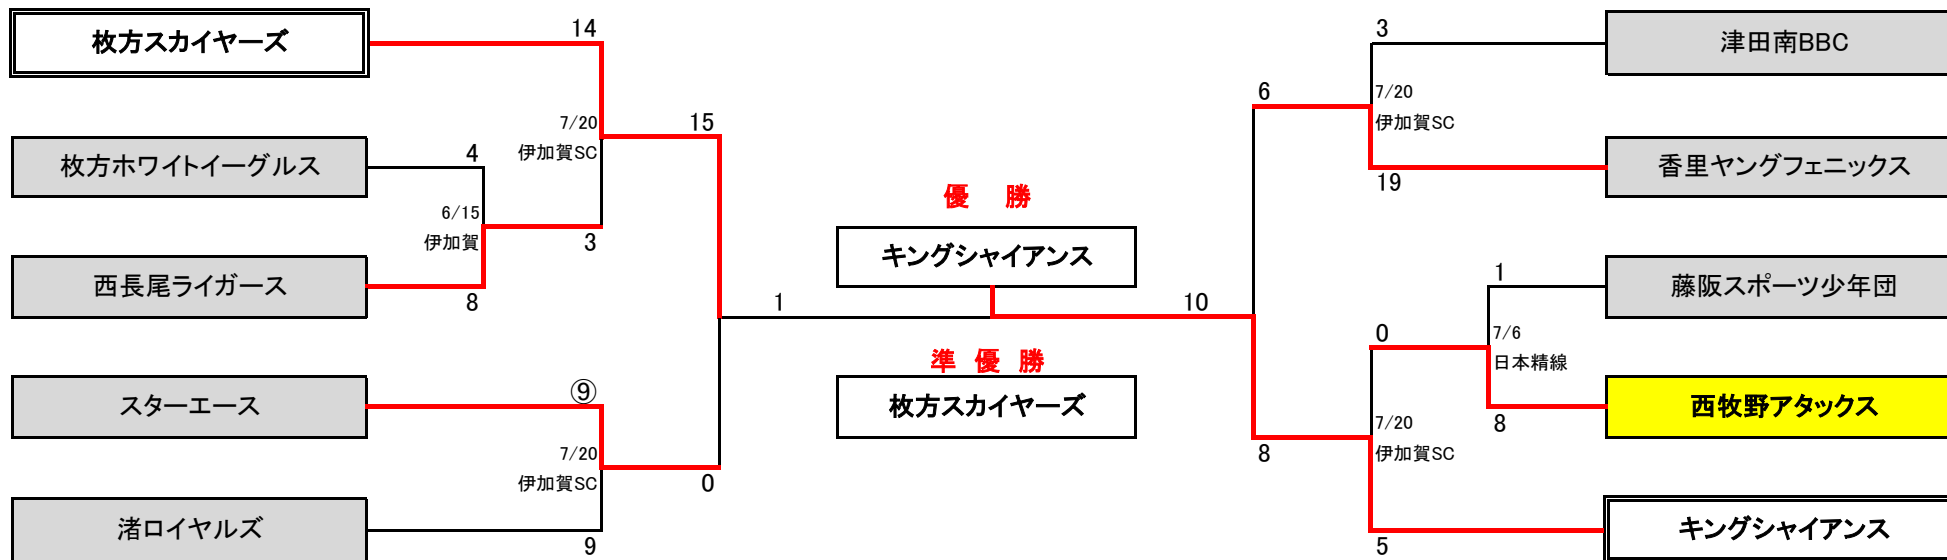 枚方スカイヤーズ
14
7/20
伊加賀SC
15
枚方ホワイトイーグルス
4
6/15
伊加賀
3
西長尾ライガース
8
スターエース
⑨
7/20
伊加賀SC
0
渚ロイヤルズ
9
1
優 勝
キングシャイアンス
10
準 優 勝
枚方スカイヤーズ
3
津田南BBC
6
7/20
伊加賀SC
19
香里ヤングフェニックス
1
藤阪スポーツ少年団
0
7/6
日本精線
8
西牧野アタックス
8
7/20
伊加賀SC
5
キングシャイアンス